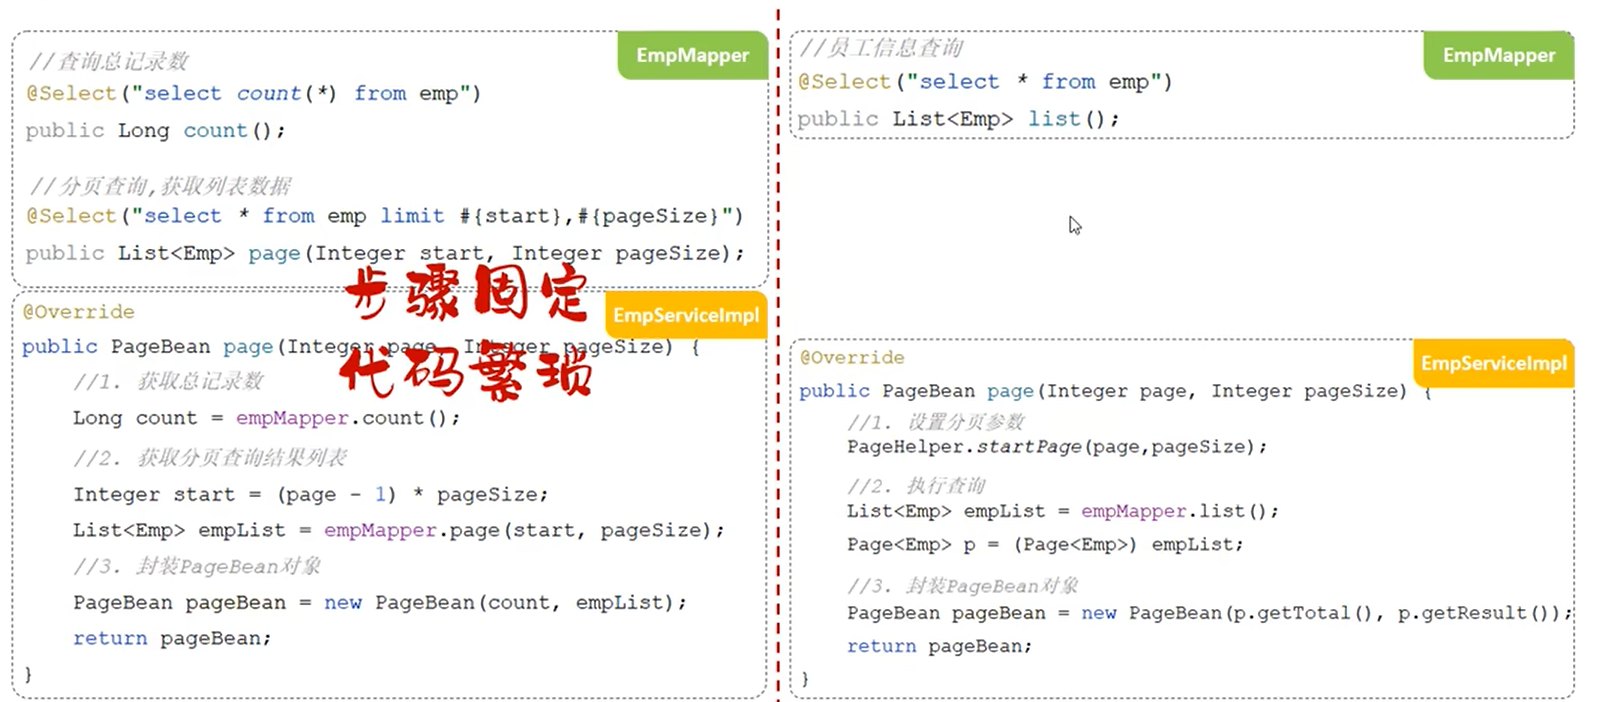 EmpMapper
//查询总记录数
@Select("select count(*) from emp")
public Long count();
//分页查询,获取列表数据
@Select("select * from emp limit #{start},#{pageSize}")
public List<Emp> page(Integer start, Integer pageSize);
步骤固定
代码繁琐
EmpServiceImpl
@Override
public PageBean page(Integer page, Integer pageSize) {
//1. 获取总记录数
Long count = empMapper.count();
//2. 获取分页查询结果列表
Integer start = (page - 1) * pageSize;
List<Emp> empList = empMapper.page(start, pageSize);
//3. 封装PageBean对象
PageBean pageBean = new PageBean(count, empList);
return pageBean;
}
EmpMapper
//员工信息查询
@Select("select * from emp")
public List<Emp> list();
EmpServiceImpl
@Override
public PageBean page(Integer page, Integer pageSize) {
//1. 设置分页参数
PageHelper.startPage(page,pageSize);
//2. 执行查询
List<Emp> empList = empMapper.list();
Page<Emp> p = (Page<Emp>) empList;
//3. 封装PageBean对象
PageBean pageBean = new PageBean(p.getTotal(), p.getResult());
return pageBean;
}